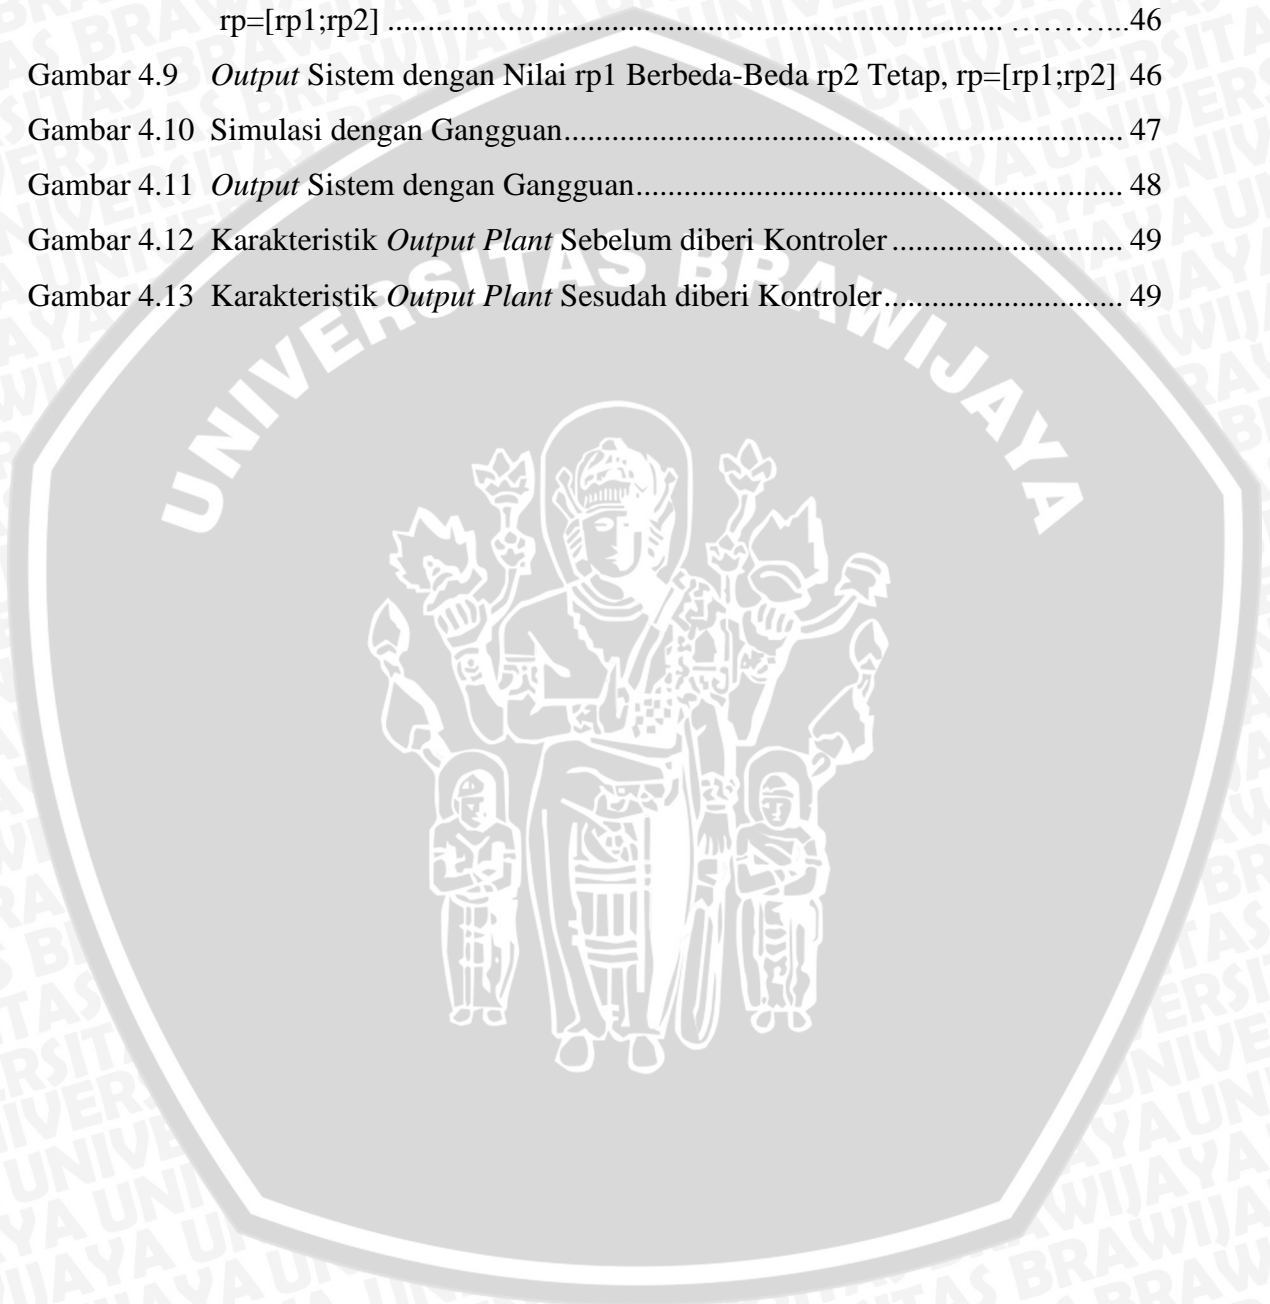 rp=[rp1;rp2] ............................................................................ ………...46
Gambar 4.9 Output Sistem dengan Nilai rp1 Berbeda-Beda rp2 Tetap, rp=[rp1;rp2] 46
Gambar 4.10 Simulasi dengan Gangguan..................................................................... 47
Gambar 4.11 Output Sistem dengan Gangguan............................................................ 48
Gambar 4.12 Karakteristik Output Plant Sebelum diberi Kontroler ............................. 49
Gambar 4.13 Karakteristik Output Plant Sesudah diberi Kontroler.............................. 49
UNIVERSITAS BRAWIJAYA